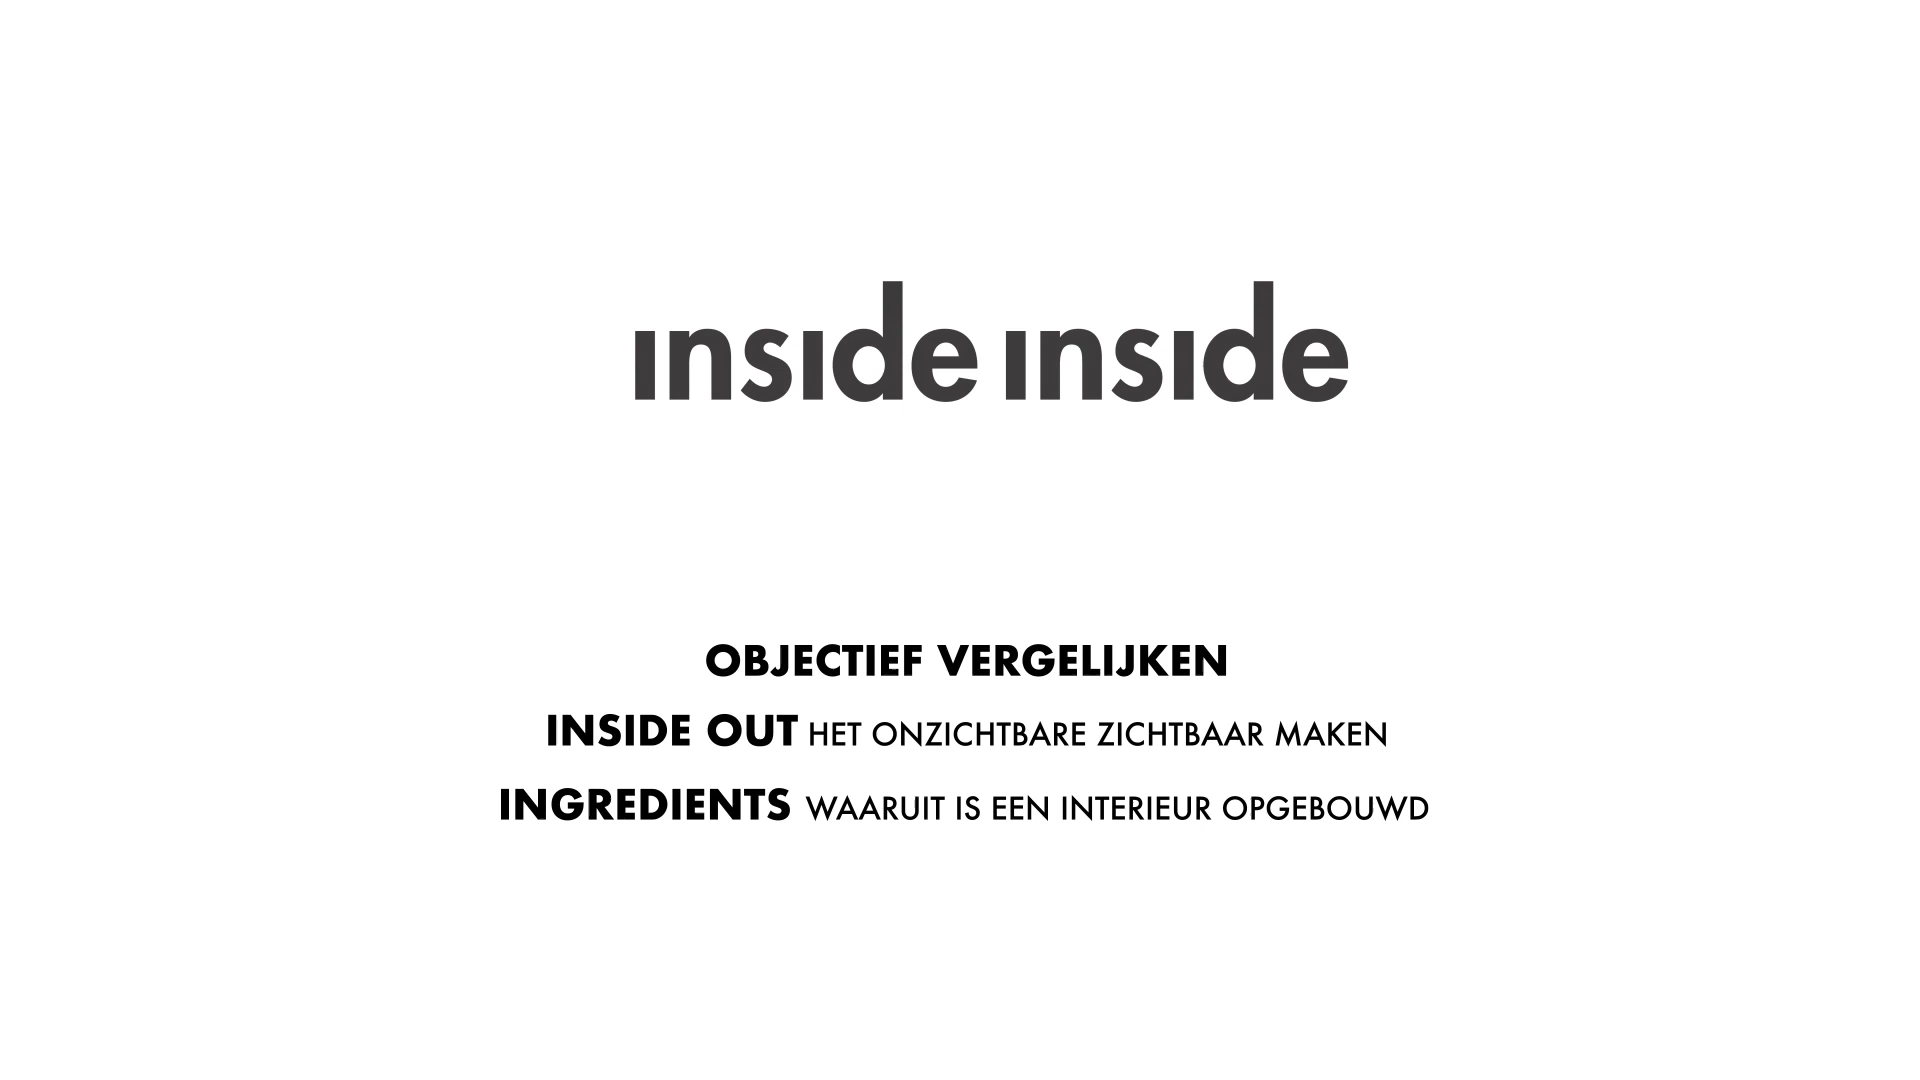 inside inside
OBJECTIEF VERGELIJKEN
INSIDE OUT HET ONZICHTBARE ZICHTBAAR MAKEN
INGREDIENTS WAARUIT IS EEN INTERIEUR OPGEBOUWD